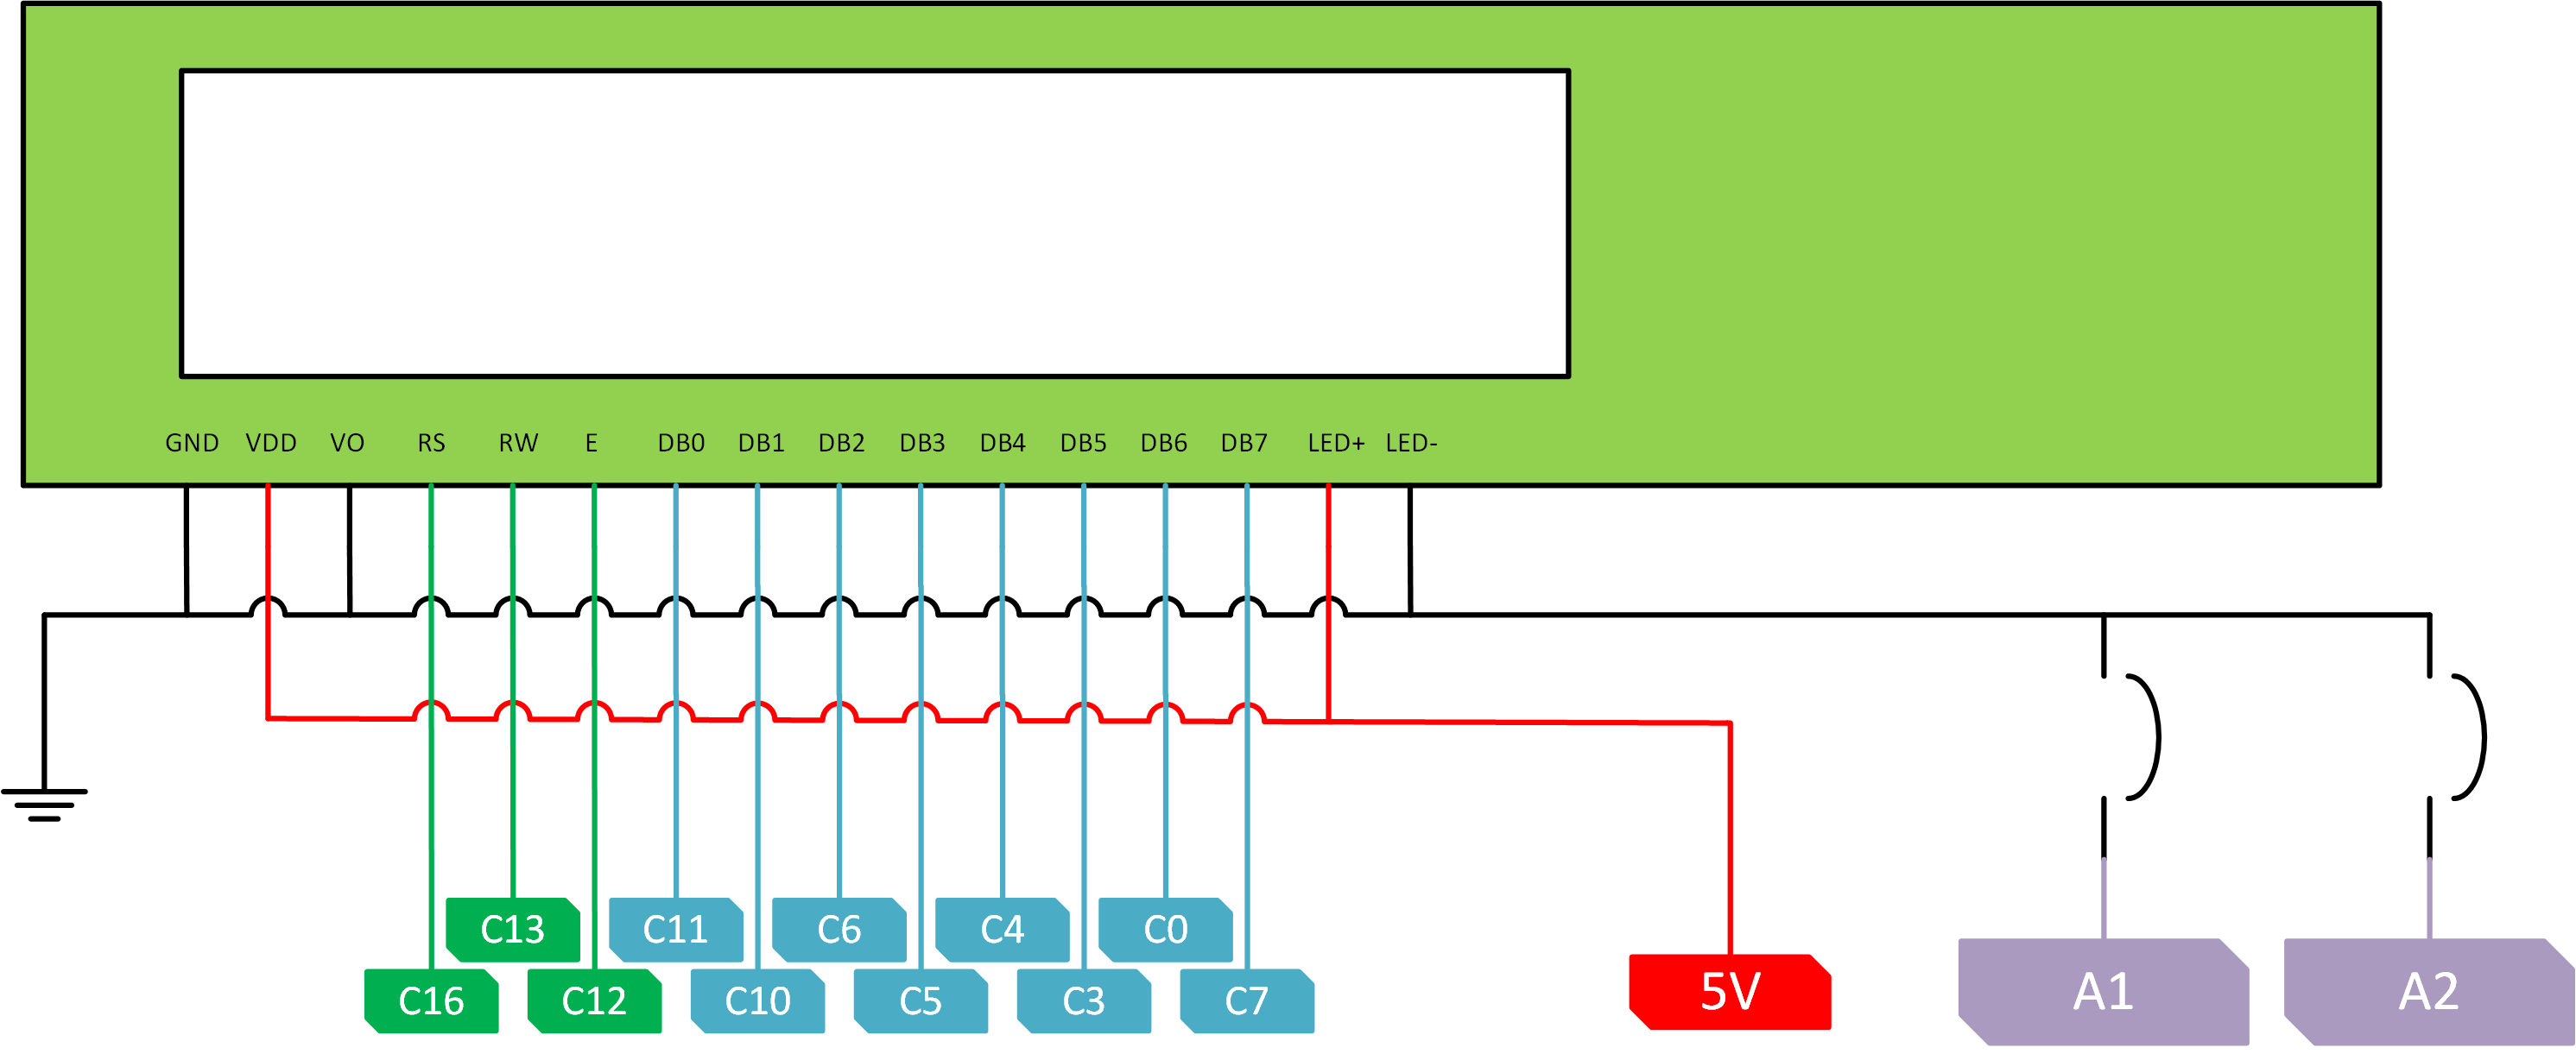 GND VDD VO RS RW E DB0 DB1 DB2 DB3 DB4 DB5 DB6 DB7 LED+ LED-
C13 C11 C6 C4 C0
C16 C12 C10 C5 C3 C7 5V A1 A2